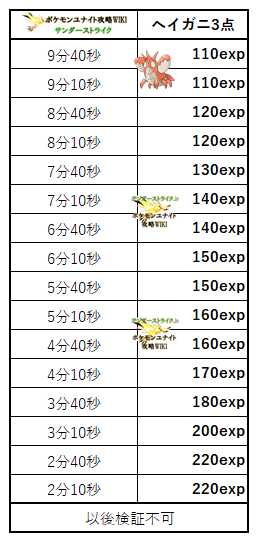 ポケモンユナイト攻略WIKI
サンダーストライク
ヘイガニ3点
9分40秒 110exp
9分10秒 110exp
8分40秒 120exp
8分10秒 120exp
7分40秒 130exp
7分10秒 140exp
サンダーストライク
ポケモンユナイト
攻略WIKI
6分40秒 140exp
6分10秒 150exp
5分40秒 150exp
5分10秒 160exp
サンダーストライク
ポケモンユナイト
攻略WIKI
4分40秒 160exp
4分10秒 170exp
3分40秒 180exp
3分10秒 200exp
2分40秒 220exp
2分10秒 220exp
以後検証不可